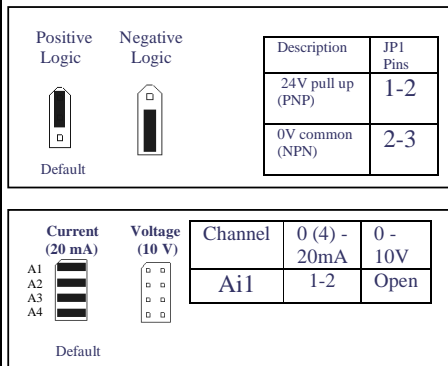 Positive Logic
Negative Logic
Default
Description JP1 Pins
24V pull up (PNP) 1-2
0V common (NPN) 2-3
Current (20 mA)
Voltage (10 V)
A1
A2
A3
A4
Default
Channel 0 (4) - 20mA 0 - 10V
Ai1 1-2 Open